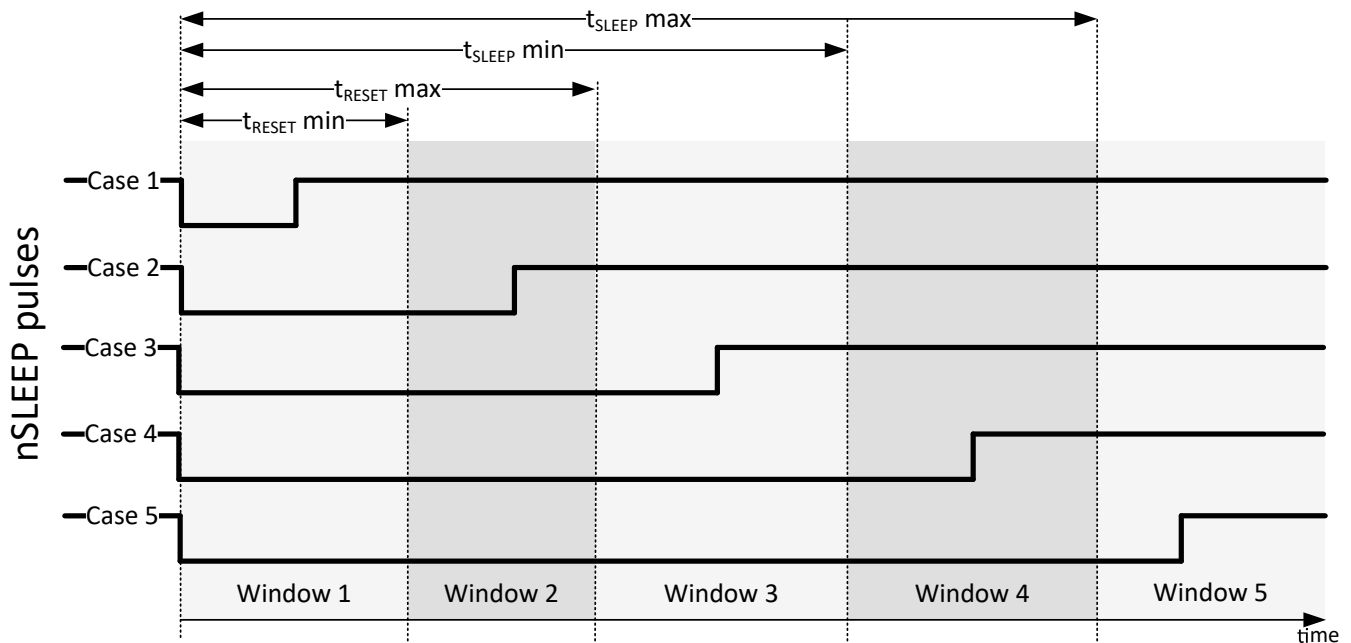 tSLEEP max
tSLEEP min
tRESET max
tRESET min
nSLEEP pulses
Case 1
Case 2
Case 3
Case 4
Case 5
Window 1 Window 2 Window 3 Window 4 Window 5
time